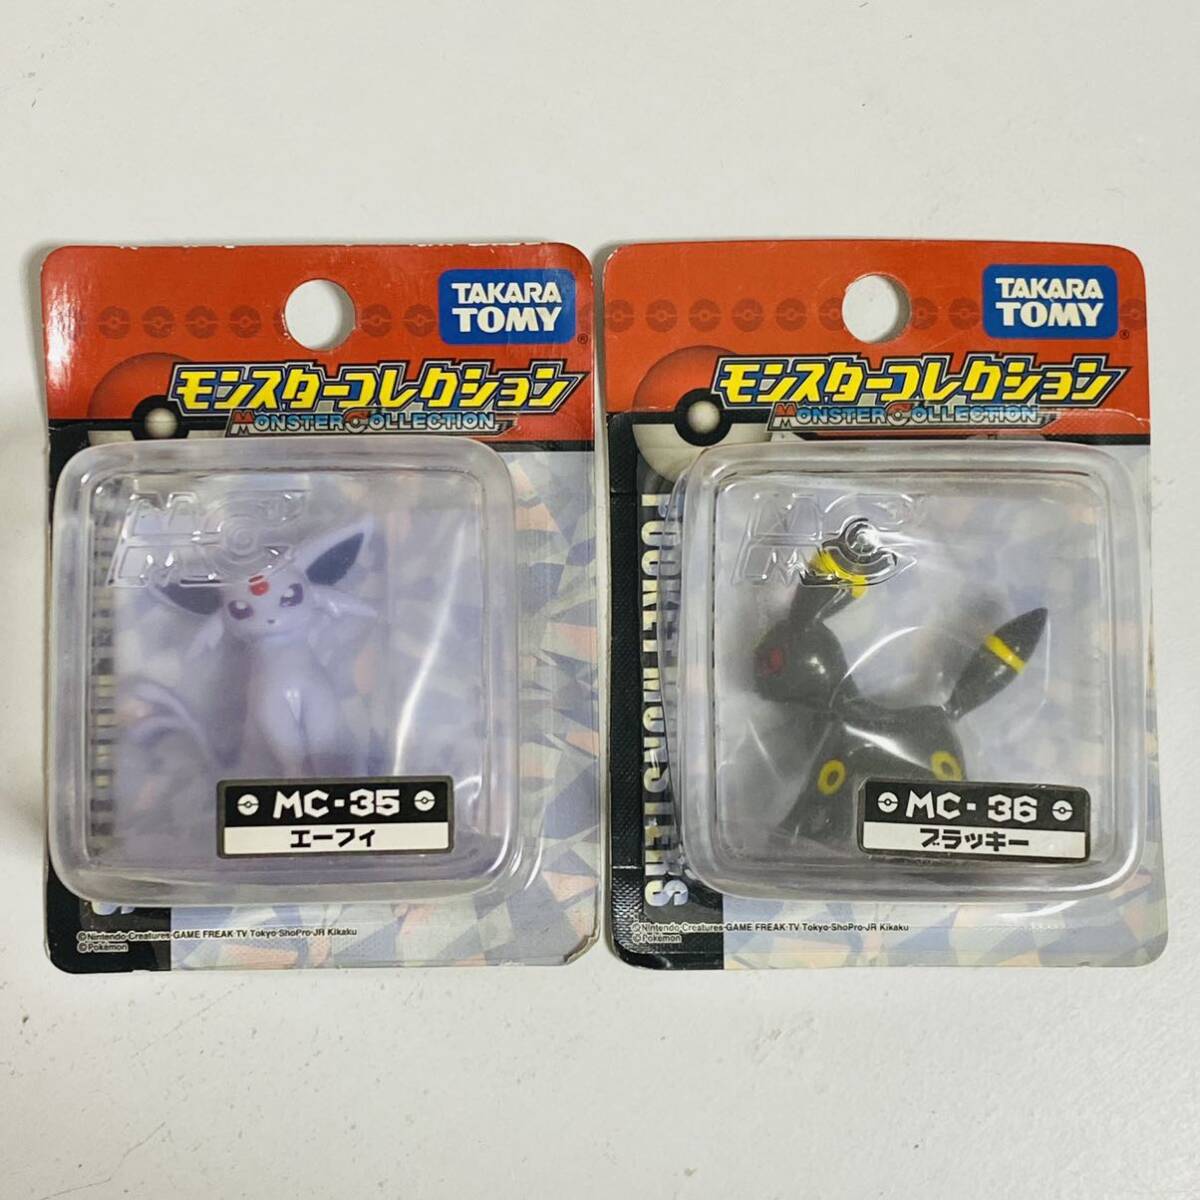 TAKARA
TOMY
®
モンスターコレクション
MONSTER COLLECTION
MC
MC-35
エーフィ
©Nintendo·Creatures·GAME FREAK·TV Tokyo·ShoPro·JR Kikaku
©Pokémon
TAKARA
TOMY
®
モンスターコレクション
MONSTER COLLECTION
MC
POCKET MONSTERS
MC-36
ブラッキー
©Nintendo·Creatures·GAME FREAK·TV Tokyo·ShoPro·JR Kikaku
©Pokémon